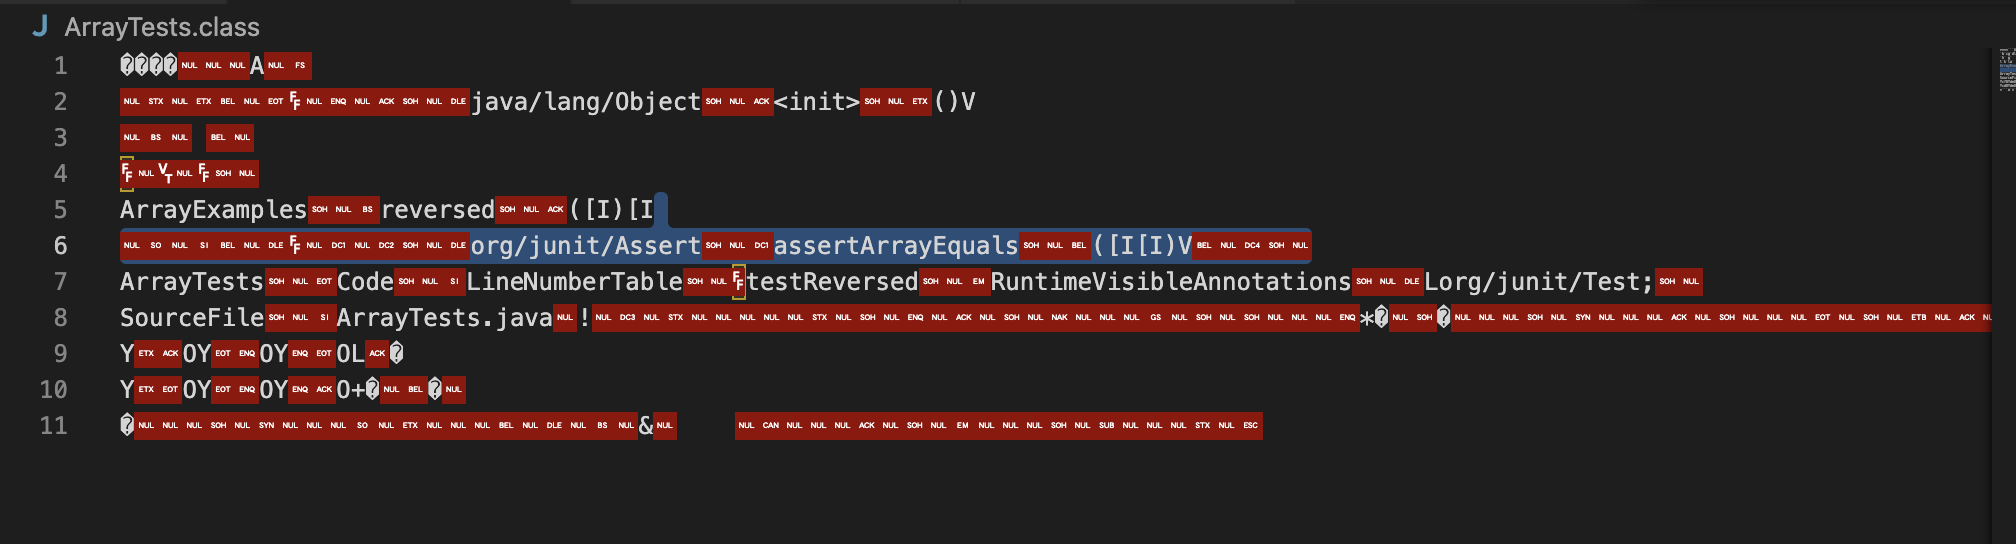 J ArrayTests.class
1 ����NUL NUL NUL A NUL FS
2 NUL STX NUL ETX BEL NUL EOT FF NUL ENQ NUL ACK SOH NUL DLE java/lang/Object SOH NUL ACK <init> SOH NUL ETX ()V
3 NUL BS NUL BEL NUL
4 FF NUL VT NUL FF SOH NUL
5 ArrayExamples SOH NUL BS reversed SOH NUL ACK ([I)[I
6 NUL SO NUL SI BEL NUL DLE FF NUL DC1 NUL DC2 SOH NUL DLE org/junit/Assert SOH NUL DC1 assertArrayEquals SOH NUL BEL ([I[I)V BEL NUL DC4 SOH NUL
7 ArrayTests SOH NUL EOT Code SOH NUL SI LineNumberTable SOH NUL FF testReversed SOH NUL EM RuntimeVisibleAnnotations SOH NUL DLE Lorg/junit/Test; SOH NUL
8 SourceFile SOH NUL SI ArrayTests.java NUL ! NUL DC3 NUL STX NUL NUL NUL NUL NUL STX NUL SOH NUL ENQ NUL ACK NUL SOH NUL NAK NUL NUL NUL GS NUL SOH NUL SOH NUL NUL NUL ENQ *� NUL SOH � NUL NUL NUL SOH NUL SYN NUL NUL NUL ACK NUL SOH NUL NUL NUL EOT NUL SOH NUL ETB NUL ACK
9 Y ETX ACK OY EOT ENQ OY ENQ EOT OL ACK �
10 Y ETX EOT OY EOT ENQ OY ENQ ACK O+� NUL BEL � NUL
11 � NUL NUL NUL SOH NUL SYN NUL NUL NUL SO NUL ETX NUL NUL NUL BEL NUL DLE NUL BS NUL & NUL NUL CAN NUL NUL NUL ACK NUL SOH NUL EM NUL NUL NUL SOH NUL SUB NUL NUL NUL STX NUL ESC